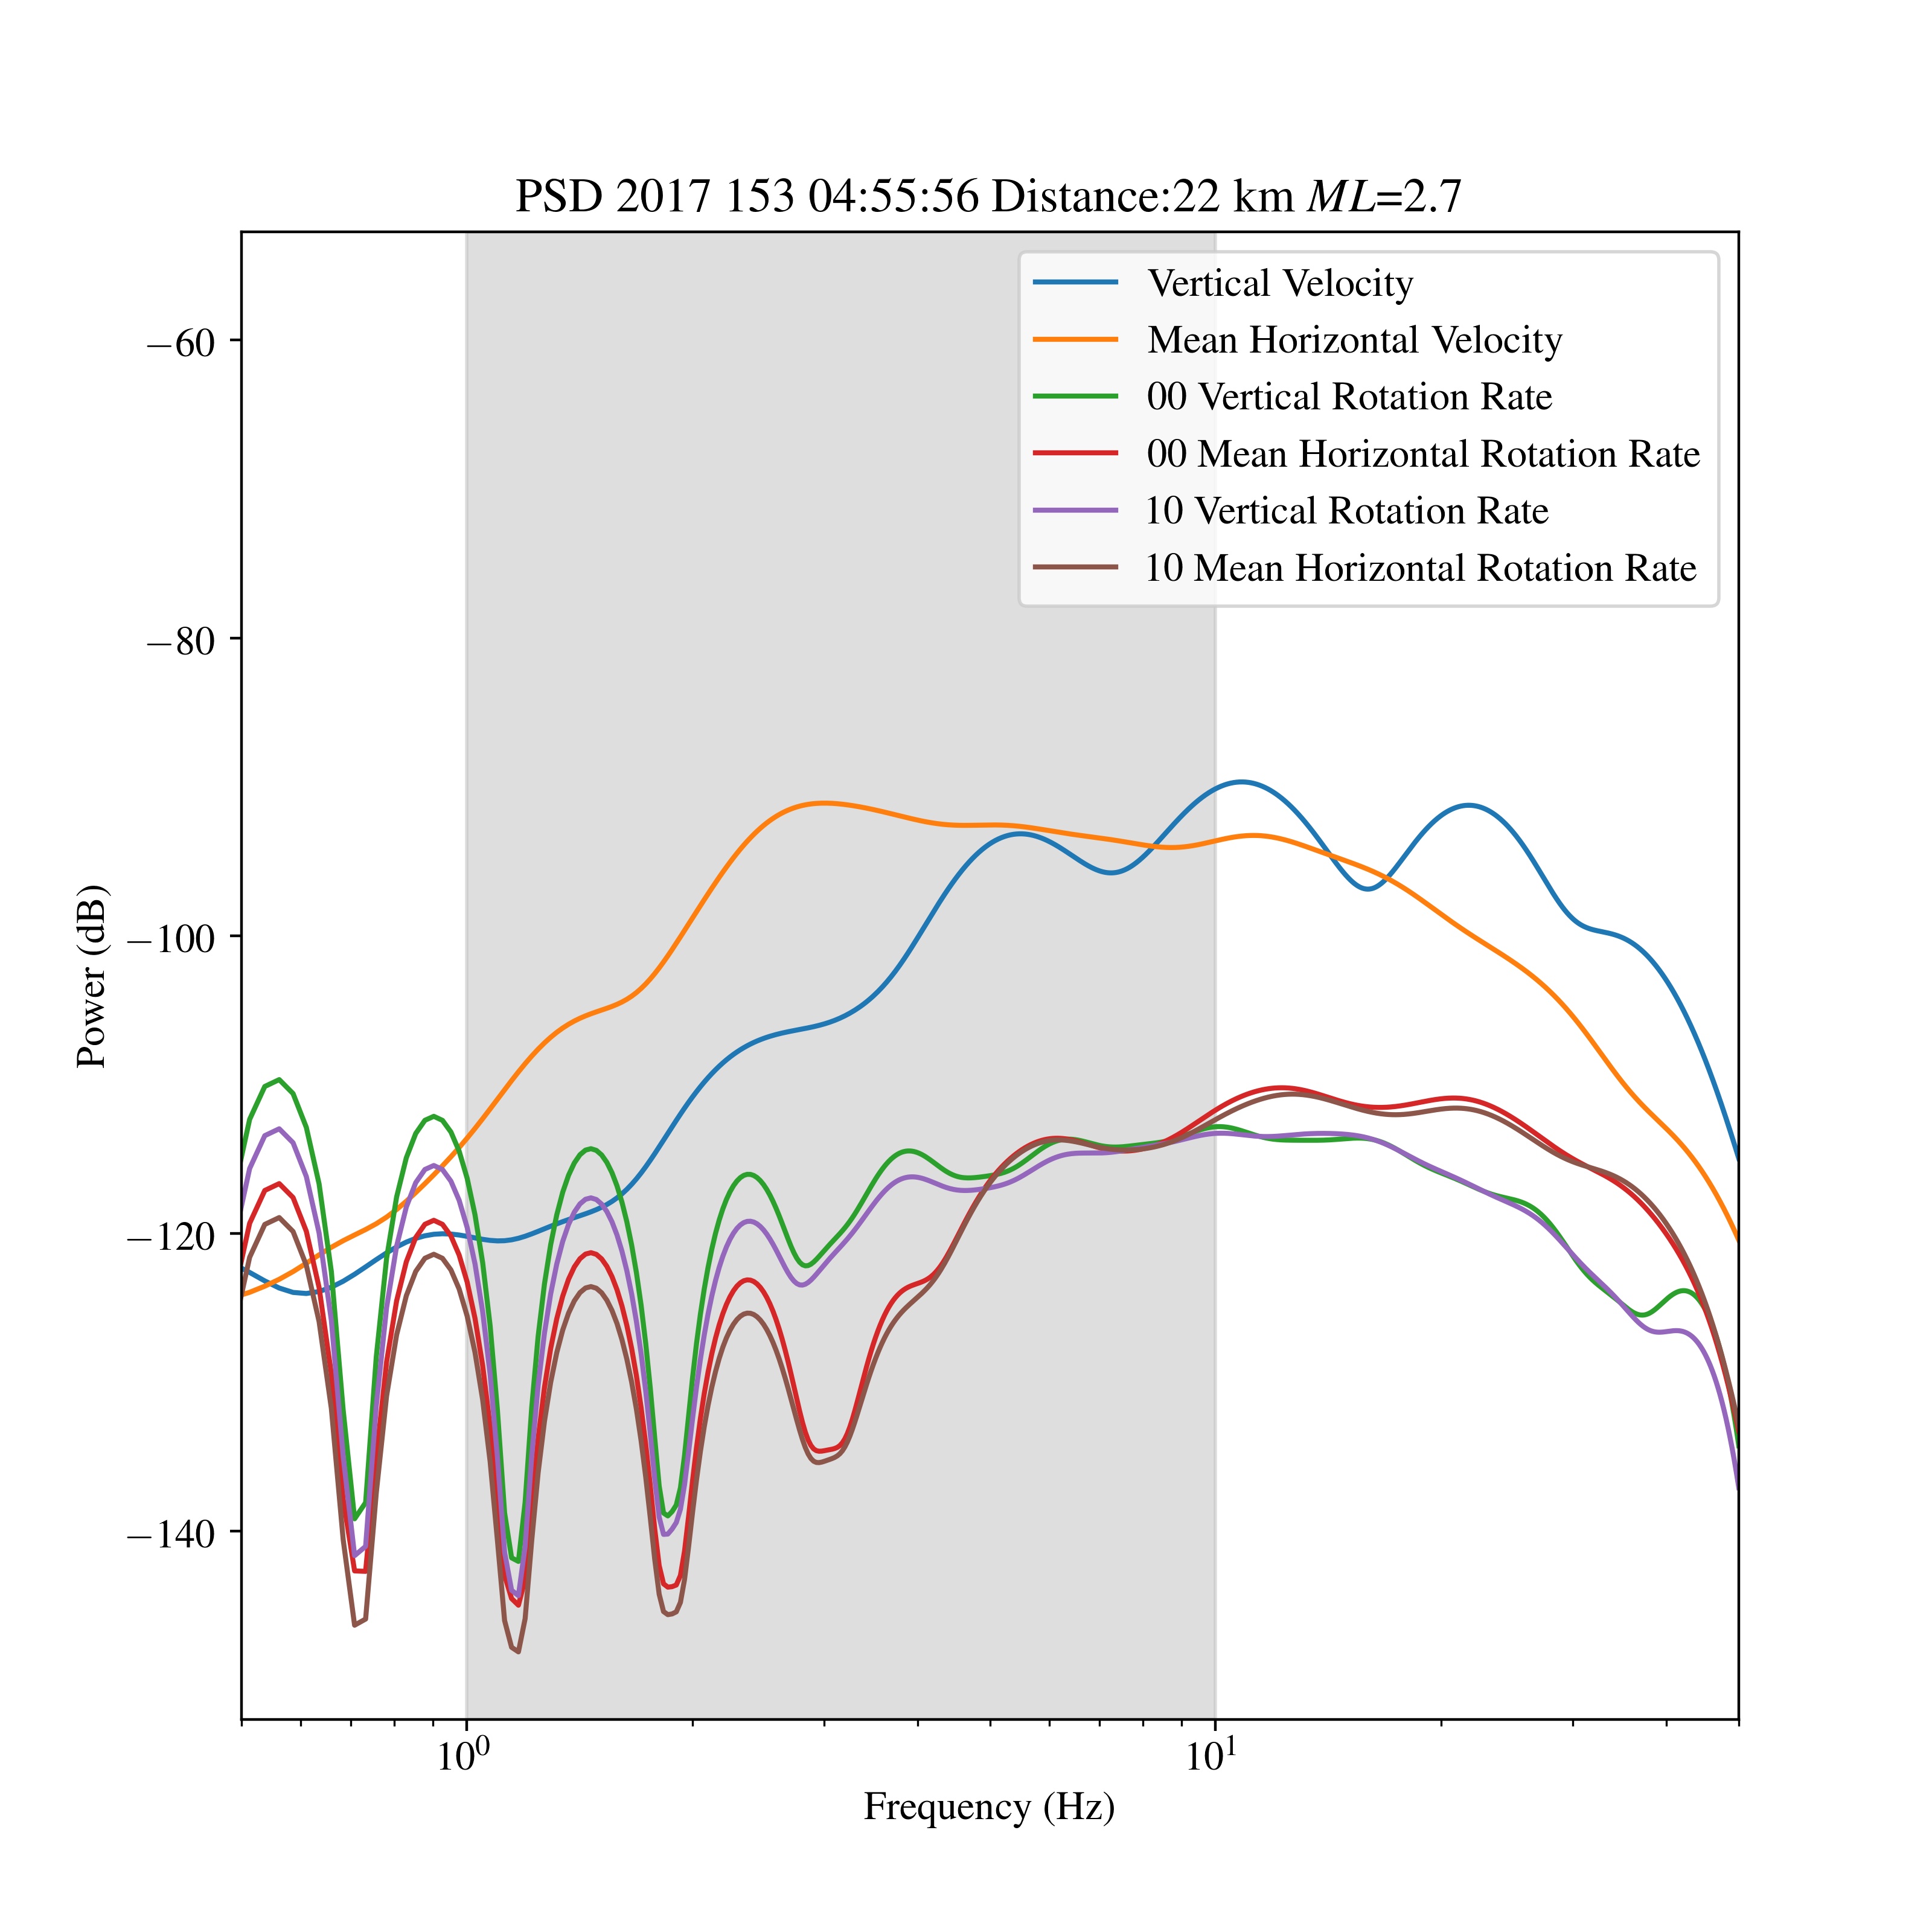 PSD 2017 153 04:55:56 Distance:22 km ML=2.7
Vertical Velocity
Mean Horizontal Velocity
00 Vertical Rotation Rate
00 Mean Horizontal Rotation Rate
10 Vertical Rotation Rate
10 Mean Horizontal Rotation Rate
Power (dB)
−60
−80
−100
−120
−140
10⁰
10¹
Frequency (Hz)